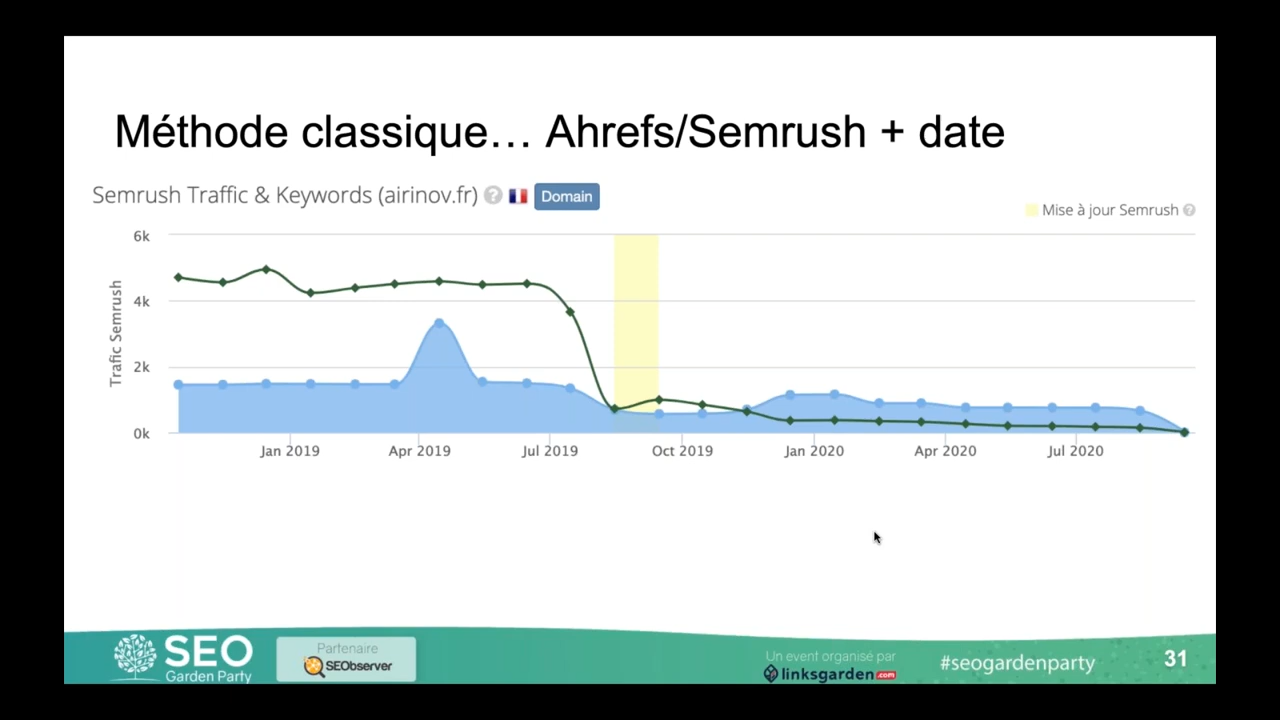 Méthode classique… Ahrefs/Semrush + date
Semrush Traffic & Keywords (airinov.fr) ? Domain
Mise à jour Semrush ?
6k
4k
2k
0k
Trafic Semrush
Jan 2019 Apr 2019 Jul 2019 Oct 2019 Jan 2020 Apr 2020 Jul 2020
SEO
Garden Party
Partenaire
SEObserver
Un event organisé par
linksgarden.com
#seogardenparty
31